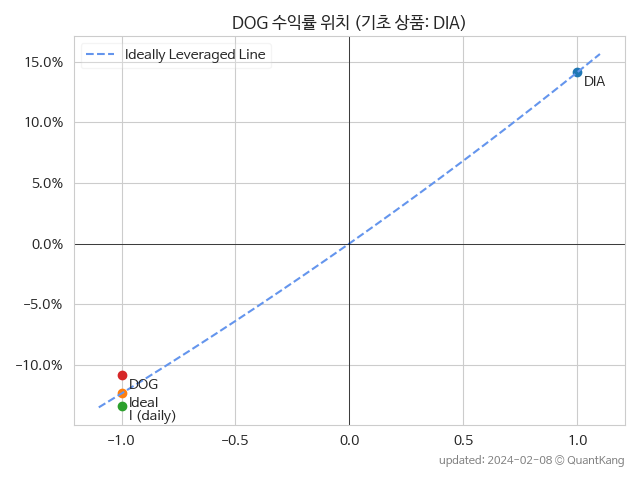 DOG 수익률 위치 (기초 상품: DIA)
Ideally Leveraged Line
15.0%
10.0%
5.0%
0.0%
−5.0%
−10.0%
DIA
DOG
Ideal
I (daily)
−1.0 −0.5 0.0 0.5 1.0
updated: 2024-02-08 © QuantKang